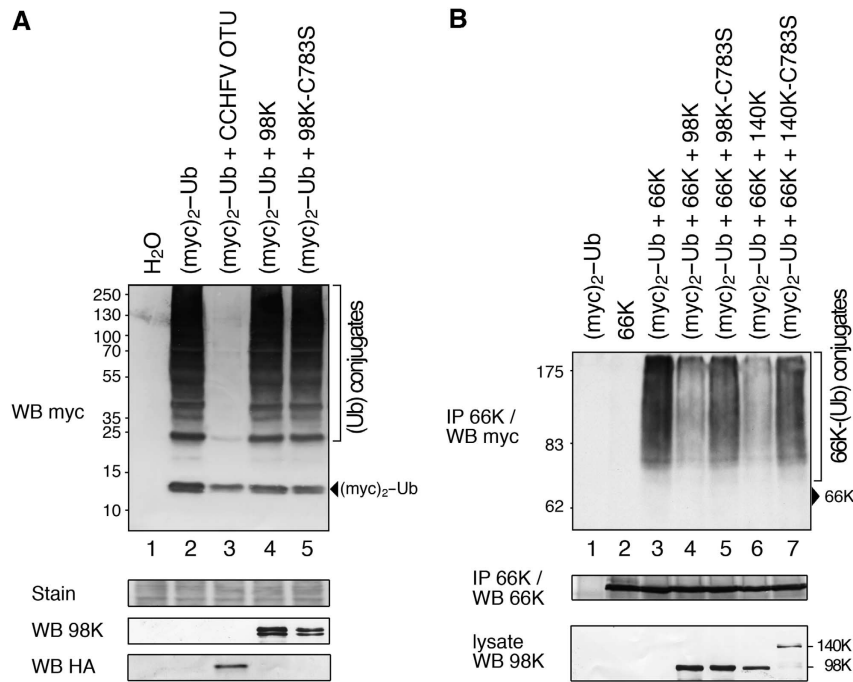 A
H₂O
(myc)₂–Ub
(myc)₂–Ub + CCHFV OTU
(myc)₂–Ub + 98K
(myc)₂–Ub + 98K-C783S
250
130
100
70
55
35
25
15
10
WB myc
(Ub) conjugates
(myc)₂–Ub
1 2 3 4 5
Stain
WB 98K
WB HA
B
(myc)₂–Ub
66K
(myc)₂–Ub + 66K
(myc)₂–Ub + 66K + 98K
(myc)₂–Ub + 66K + 98K-C783S
(myc)₂–Ub + 66K + 140K
(myc)₂–Ub + 66K + 140K-C783S
175
83
62
IP 66K /
WB myc
66K-(Ub) conjugates
66K
1 2 3 4 5 6 7
IP 66K /
WB 66K
lysate
WB 98K
140K
98K